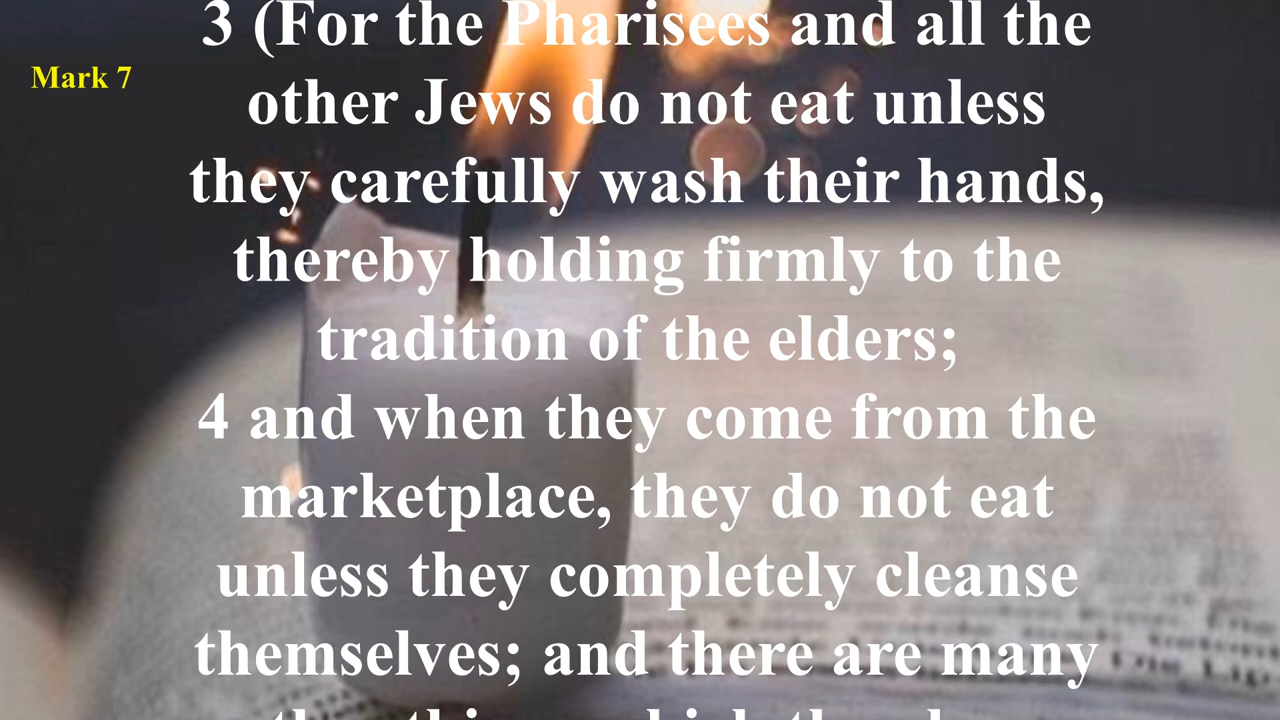 3 (For the Pharisees and all the
Mark 7
other Jews do not eat unless
they carefully wash their hands,
thereby holding firmly to the
tradition of the elders;
4 and when they come from the
marketplace, they do not eat
unless they completely cleanse
themselves; and there are many